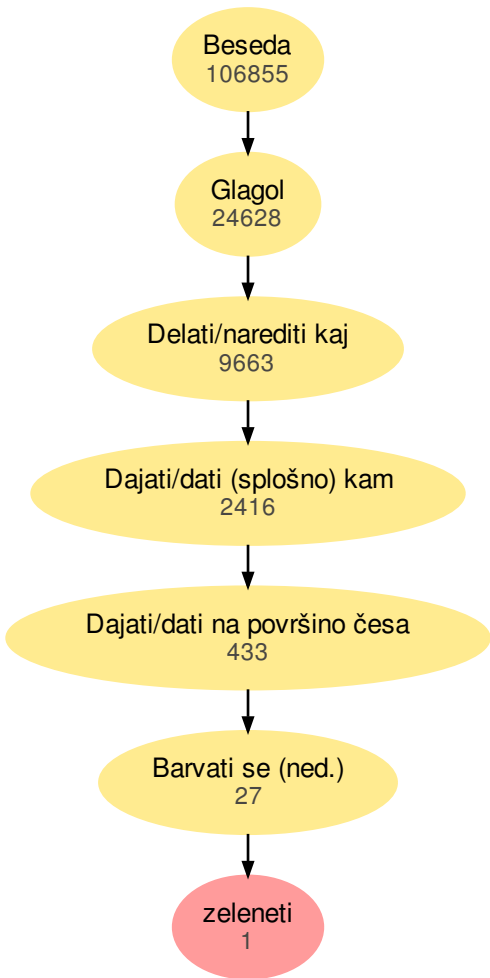 Beseda
106855
Glagol
24628
Delati/narediti kaj
9663
Dajati/dati (splošno) kam
2416
Dajati/dati na površino česa
433
Barvati se (ned.)
27
zeleneti
1